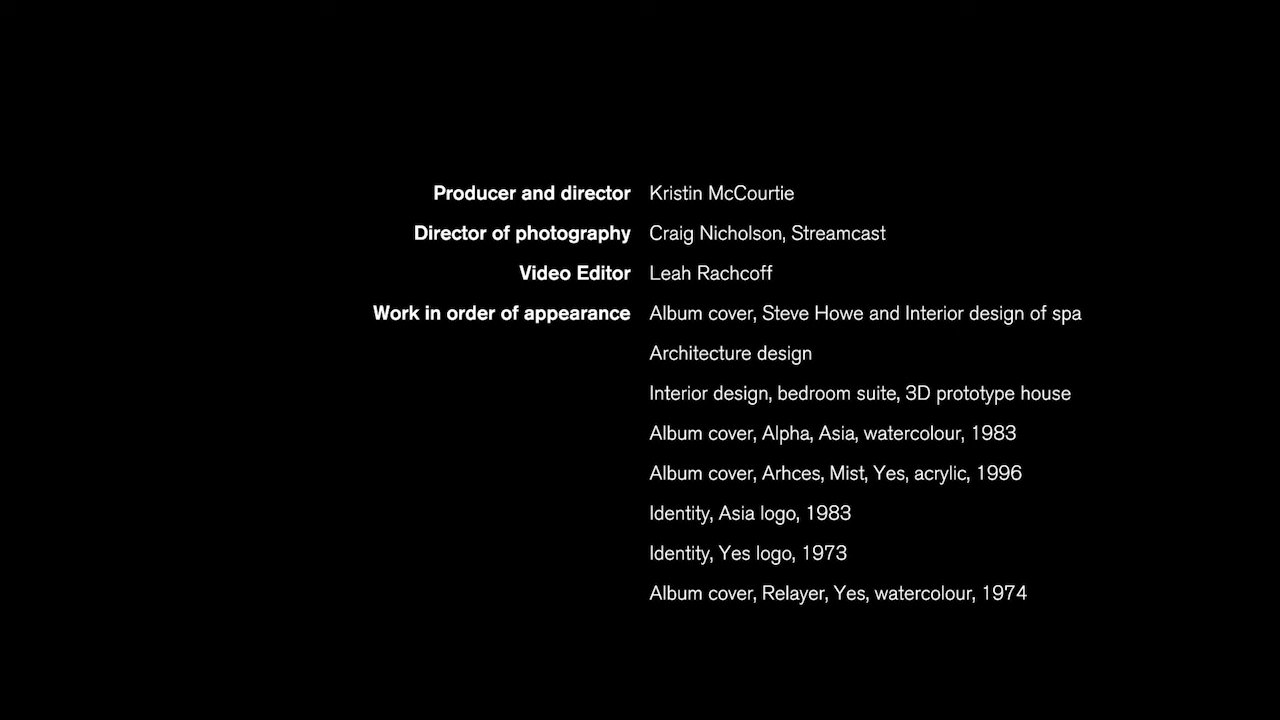 Producer and director Kristin McCourtie
Director of photography Craig Nicholson, Streamcast
Video Editor Leah Rachcoff
Work in order of appearance Album cover, Steve Howe and Interior design of spa
Architecture design
Interior design, bedroom suite, 3D prototype house
Album cover, Alpha, Asia, watercolour, 1983
Album cover, Arhces, Mist, Yes, acrylic, 1996
Identity, Asia logo, 1983
Identity, Yes logo, 1973
Album cover, Relayer, Yes, watercolour, 1974